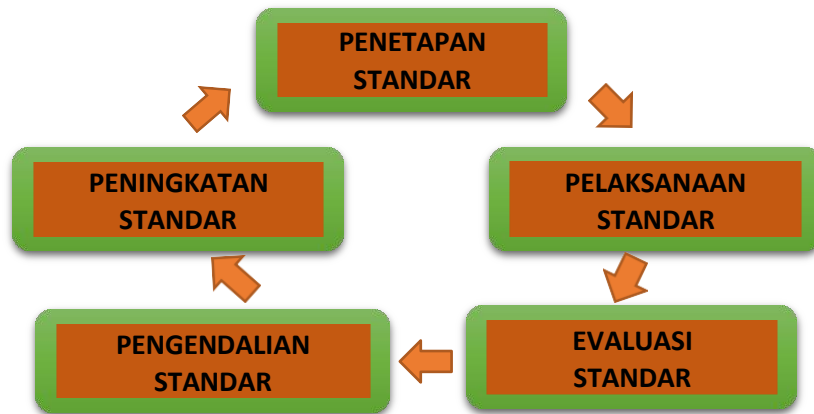 PENETAPAN
STANDAR
PELAKSANAAN
STANDAR
EVALUASI
STANDAR
PENGENDALIAN
STANDAR
PENINGKATAN
STANDAR